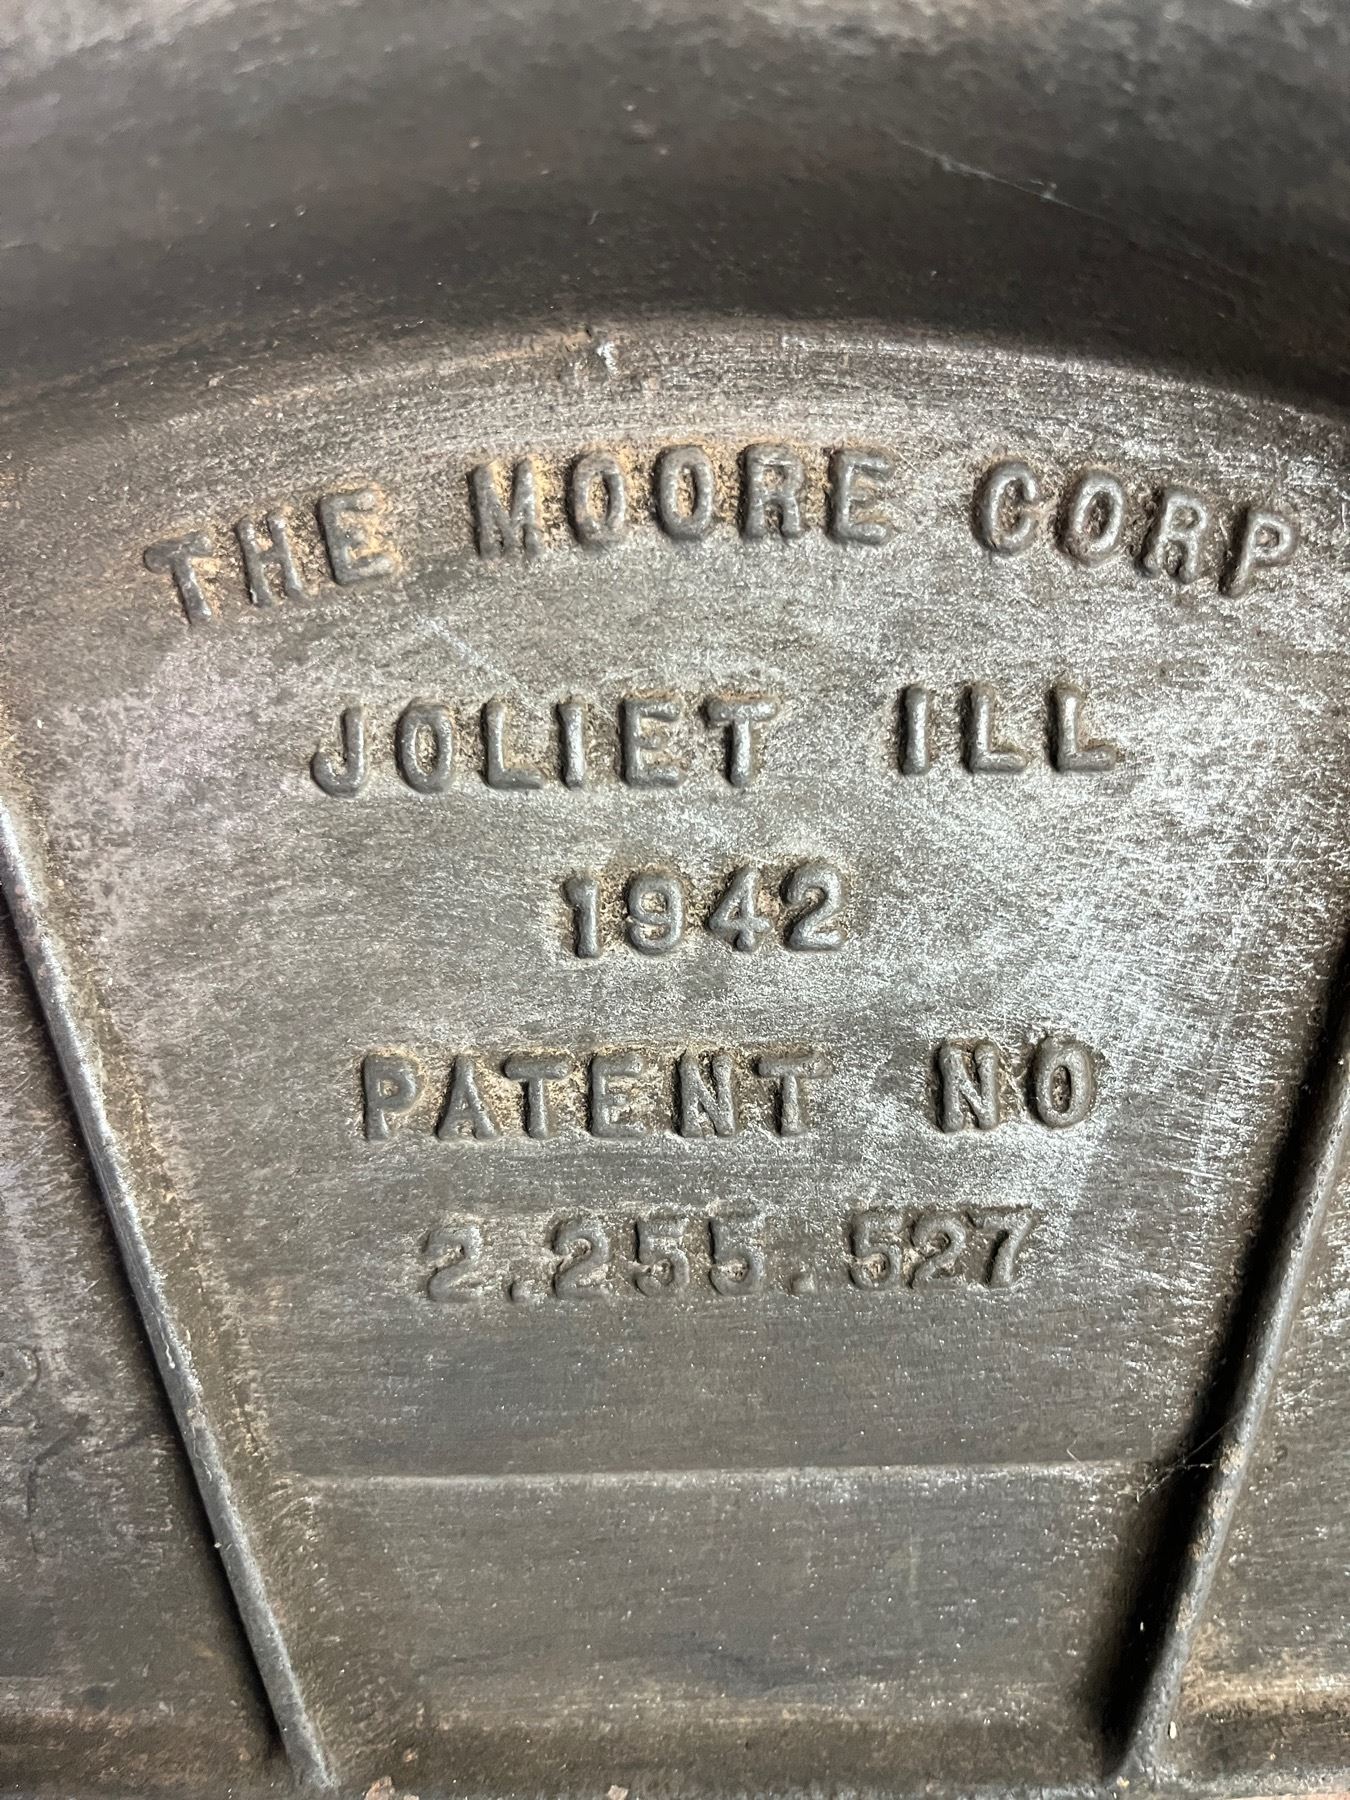 THE MOORE CORP
JOLIET ILL
1942
PATENT NO
2.255.527